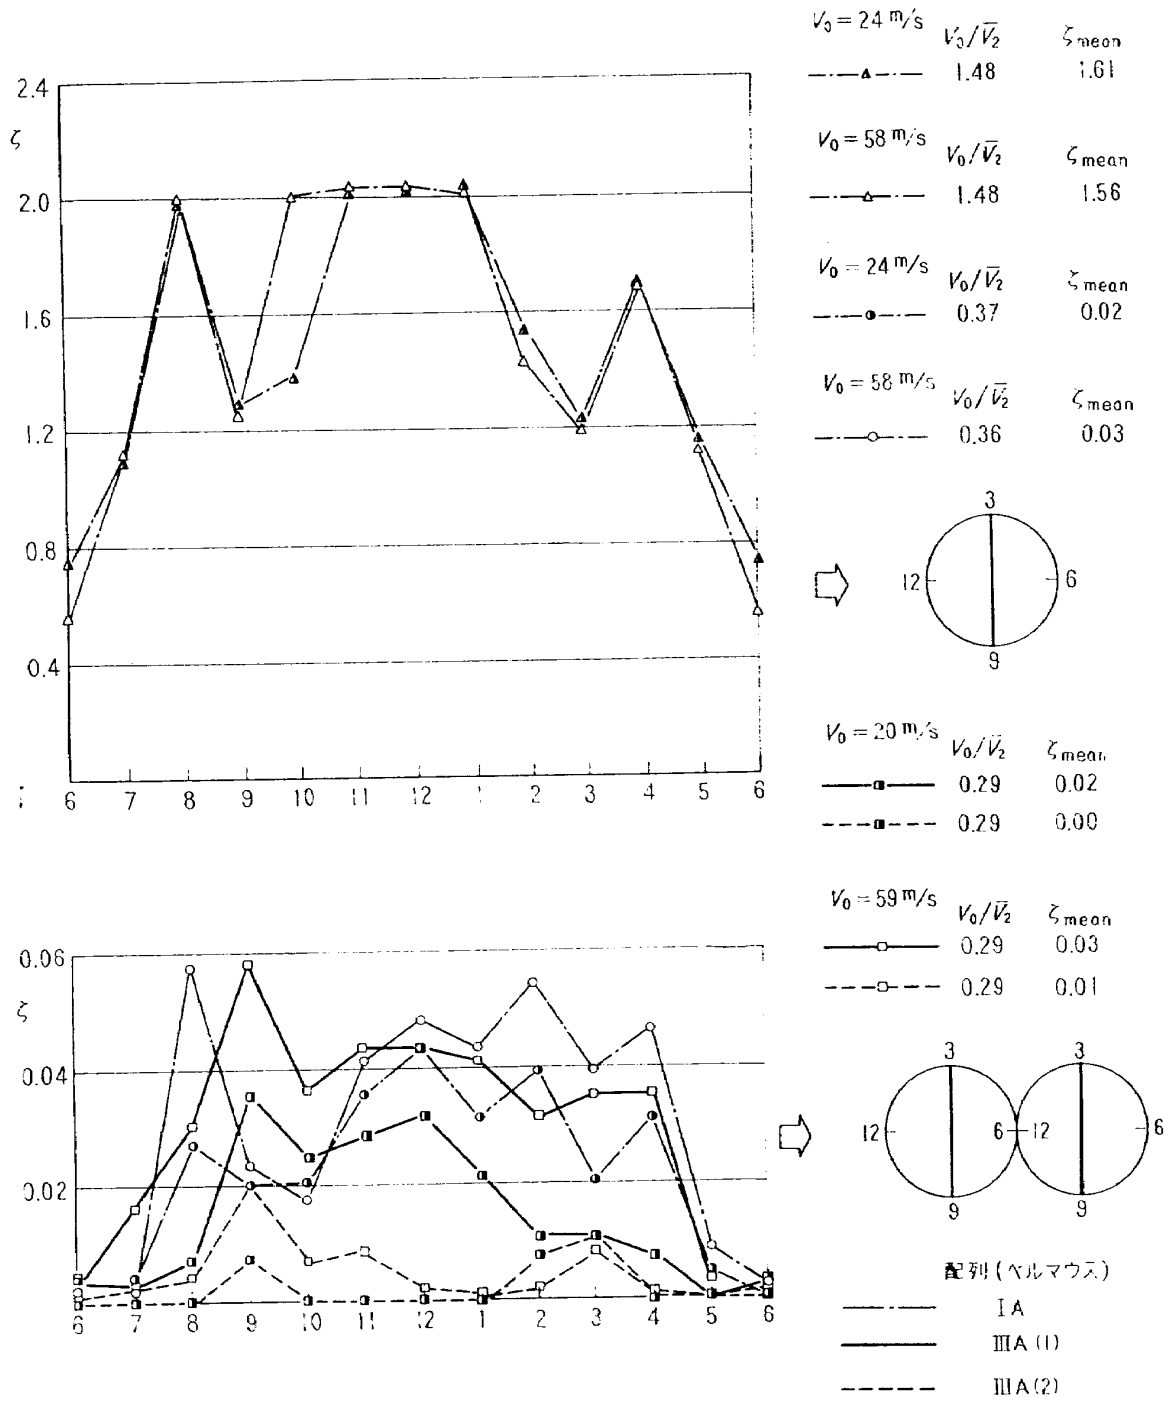 2.4
ζ
2.0
1.6
1.2
0.8
0.4
6 7 8 9 10 11 12 1 2 3 4 5 6
V₀ = 24 m/s V₀/V̅₂ ζmean
1.48 1.61
V₀ = 58 m/s V₀/V̅₂ ζmean
1.48 1.56
V₀ = 24 m/s V₀/V̅₂ ζmean
0.37 0.02
V₀ = 58 m/s V₀/V̅₂ ζmean
0.36 0.03
3
12 6
9
V₀ = 20 m/s V₀/V̅₂ ζmean
0.29 0.02
0.29 0.00
V₀ = 59 m/s V₀/V̅₂ ζmean
0.29 0.03
0.29 0.01
0.06
ζ
0.04
0.02
6 7 8 9 10 11 12 1 2 3 4 5 6
3 3
12 6 12 6
9 9
配列(ベルマウス)
IA
IIIA(1)
IIIA(2)